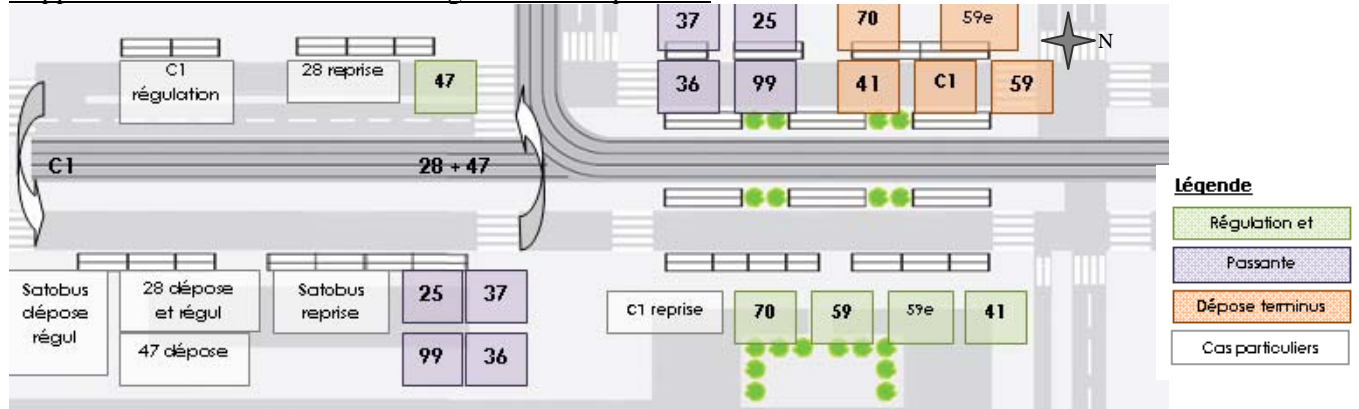 37 25 70 59e
N
C1
régulation
28 reprise
47
36 99 41 C1 59
C1
28 + 47
Satobus
dépose
régul
28 dépose
et régul
47 dépose
Satobus
reprise
25 37
99 36
C1 reprise
70 59 59e 41
Légende
Régulation et
Passante
Dépose terminus
Cas particuliers